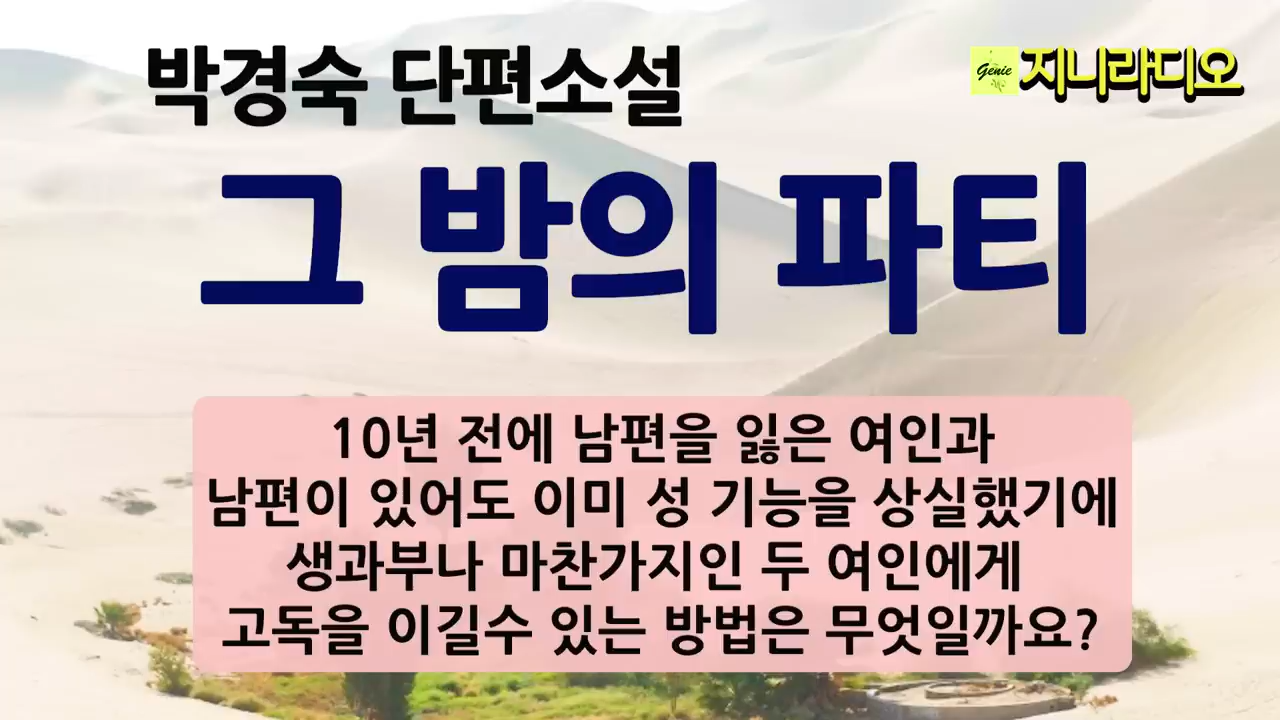 박경숙 단편소설
Genie 지니라디오
그 밤의 파티
10년 전에 남편을 잃은 여인과
남편이 있어도 이미 성 기능을 상실했기에
생과부나 마찬가지인 두 여인에게
고독을 이길수 있는 방법은 무엇일까요?